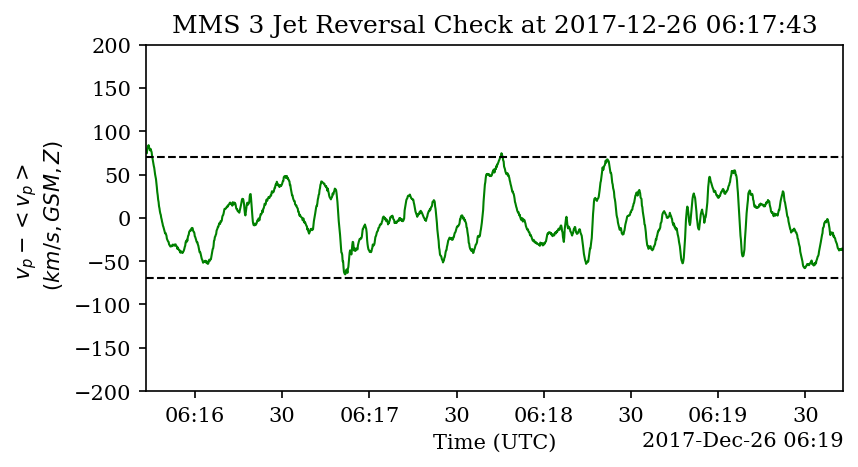 MMS 3 Jet Reversal Check at 2017-12-26 06:17:43
200
150
100
50
0
−50
−100
−150
−200
v_p − < v_p >
(km/s, GSM, Z)
06:16 30 06:17 30 06:18 30 06:19 30
Time (UTC)
2017-Dec-26 06:19